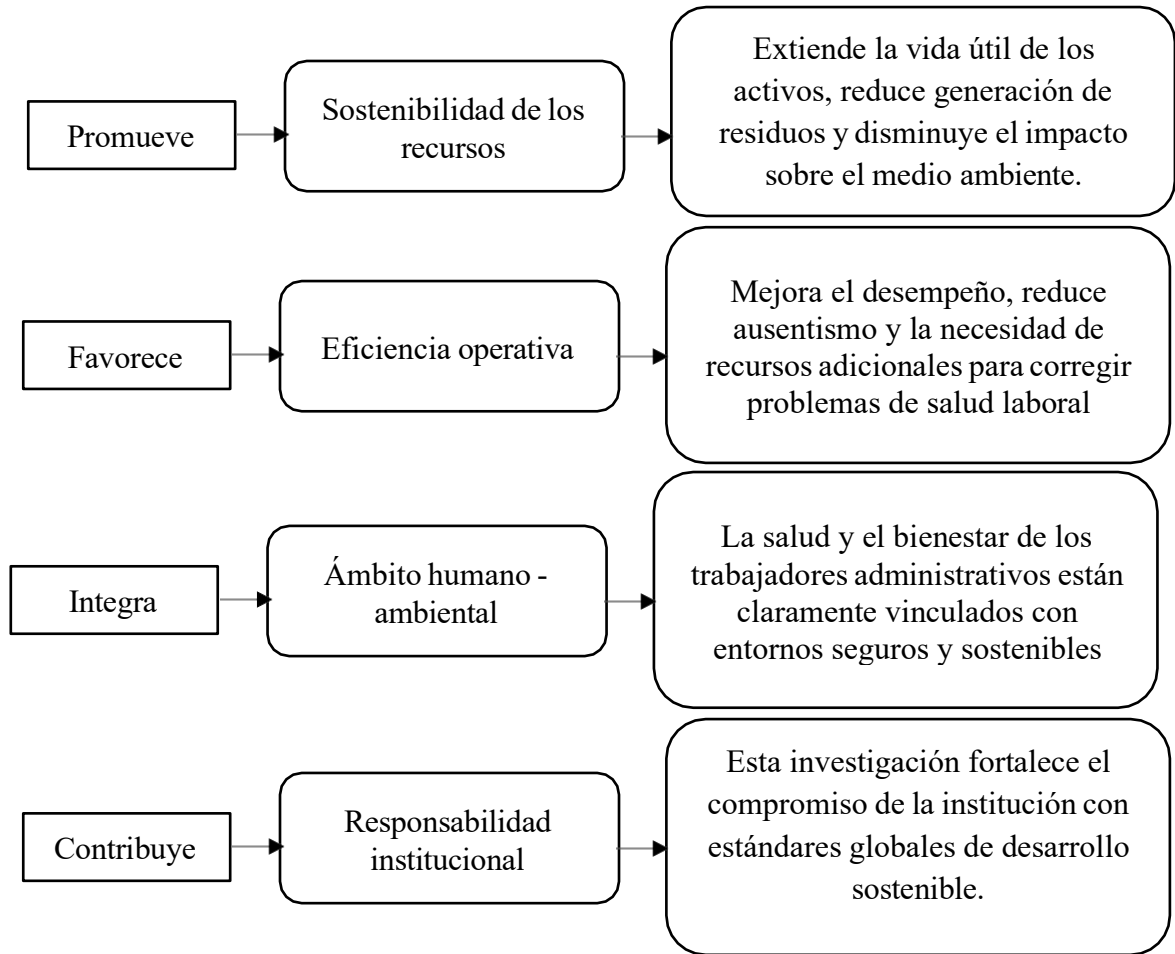 Promueve
Sostenibilidad de los
recursos
Extiende la vida útil de los
activos, reduce generación de
residuos y disminuye el impacto
sobre el medio ambiente.
Favorece
Eficiencia operativa
Mejora el desempeño, reduce
ausentismo y la necesidad de
recursos adicionales para corregir
problemas de salud laboral
Integra
Ámbito humano -
ambiental
La salud y el bienestar de los
trabajadores administrativos están
claramente vinculados con
entornos seguros y sostenibles
Contribuye
Responsabilidad
institucional
Esta investigación fortalece el
compromiso de la institución con
estándares globales de desarrollo
sostenible.